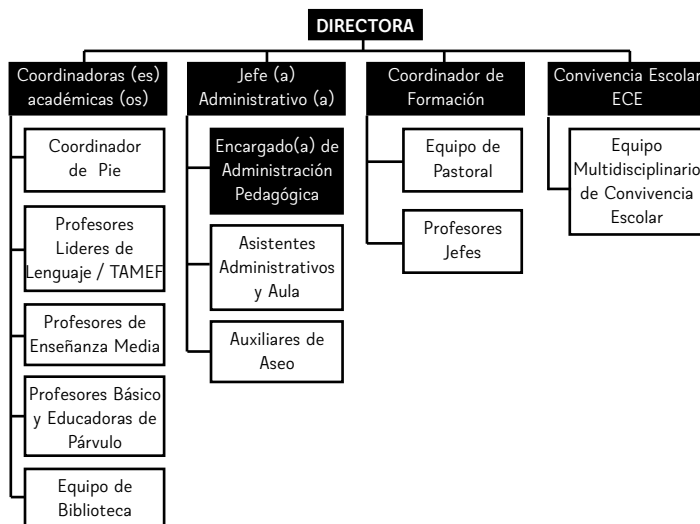 DIRECTORA
Coordinadoras (es)
académicas (os)
Coordinador
de Pie
Profesores
Lideres de
Lenguaje / TAMEF
Profesores de
Enseñanza Media
Profesores Básico
y Educadoras de
Párvulo
Equipo de
Biblioteca
Jefe (a)
Administrativo (a)
Encargado(a) de
Administración
Pedagógica
Asistentes
Administrativos
y Aula
Auxiliares de
Aseo
Coordinador de
Formación
Equipo de
Pastoral
Profesores
Jefes
Convivencia Escolar
ECE
Equipo
Multidisciplinario
de Convivencia
Escolar